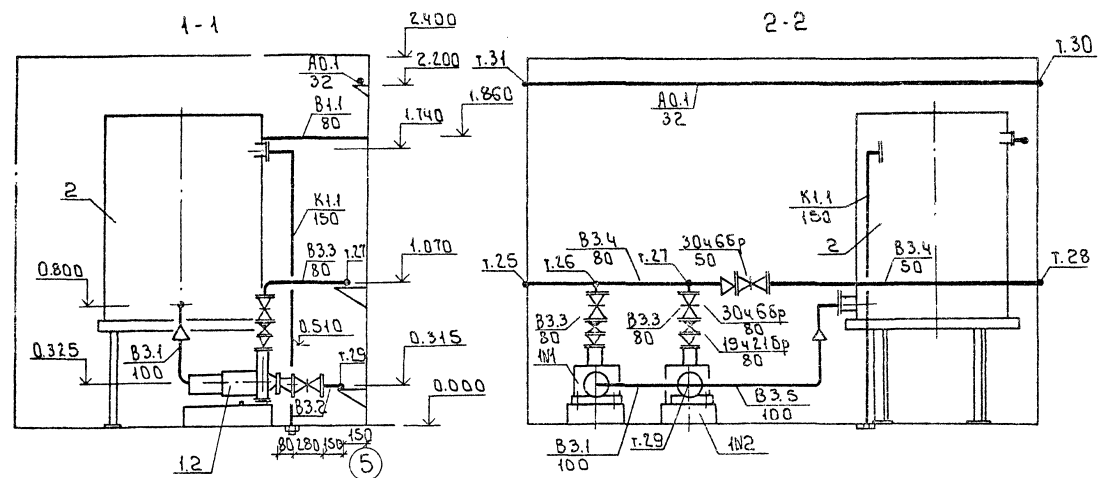 1-1
2.400
2.200
А0.1
32
1.860
В1.1
80
1.740
2
К1.1
150
В3.3
80
т.27
1.070
0.800
0.510
0.325
В3.1
100
т.29
0.315
В3.2
0.000
80 280 150 150
1.2
5
2-2
т.31
т.30
А0.1
32
К1.1
150
2
В3.4
80
30ч6бр
50
т.25
т.26
т.27
В3.4
50
т.28
В3.3
80
В3.3
80
30ч6бр
80
19ч21бр
80
1N1
В3.5
100
В3.1
100
т.29
1N2